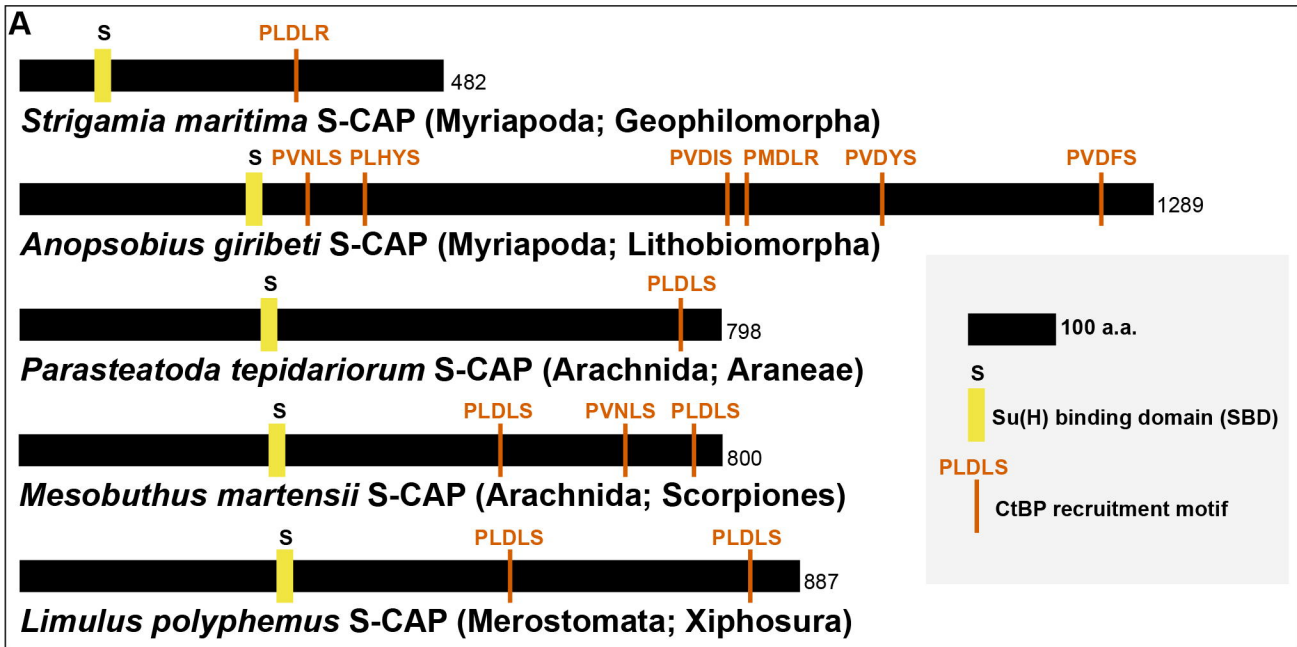 A
S PLDLR
482
Strigamia maritima S-CAP (Myriapoda; Geophilomorpha)
S PVNLS PLHYS PVDIS PMDLR PVDYS PVDFS
1289
Anopsobius giribeti S-CAP (Myriapoda; Lithobiomorpha)
S PLDLS
798
Parasteatoda tepidariorum S-CAP (Arachnida; Araneae)
S PLDLS PVNLS PLDLS
800
Mesobuthus martensii S-CAP (Arachnida; Scorpiones)
S PLDLS PLDLS
887
Limulus polyphemus S-CAP (Merostomata; Xiphosura)
100 a.a.
S
Su(H) binding domain (SBD)
PLDLS
CtBP recruitment motif